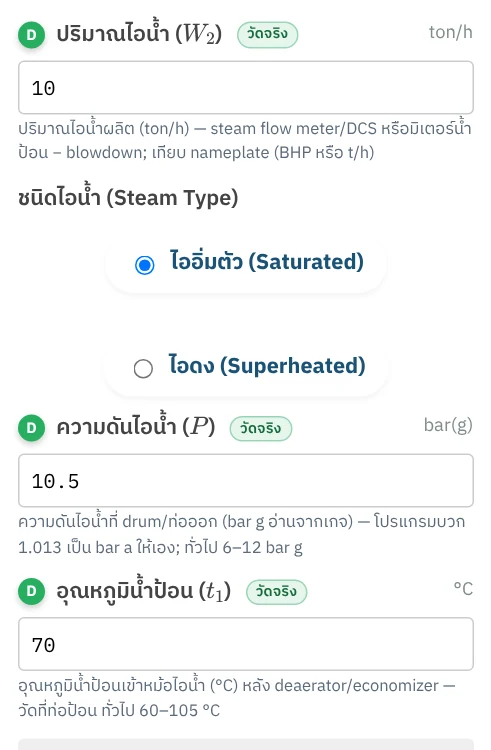 D ปริมาณไอน้ำ (W₂) วัดจริง ton/h
10
ปริมาณไอน้ำผลิต (ton/h) — steam flow meter/DCS หรือมิเตอร์น้ำ
ป้อน − blowdown; เทียบ nameplate (BHP หรือ t/h)
ชนิดไอน้ำ (Steam Type)
ไออิ่มตัว (Saturated)
ไอดง (Superheated)
D ความดันไอน้ำ (P) วัดจริง bar(g)
10.5
ความดันไอน้ำที่ drum/ท่อออก (bar g อ่านจากเกจ) — โปรแกรมบวก
1.013 เป็น bar a ให้เอง; ทั่วไป 6–12 bar g
D อุณหภูมิน้ำป้อน (t₁) วัดจริง °C
70
อุณหภูมิน้ำป้อนเข้าหม้อไอน้ำ (°C) หลัง deaerator/economizer —
วัดที่ท่อป้อน ทั่วไป 60–105 °C